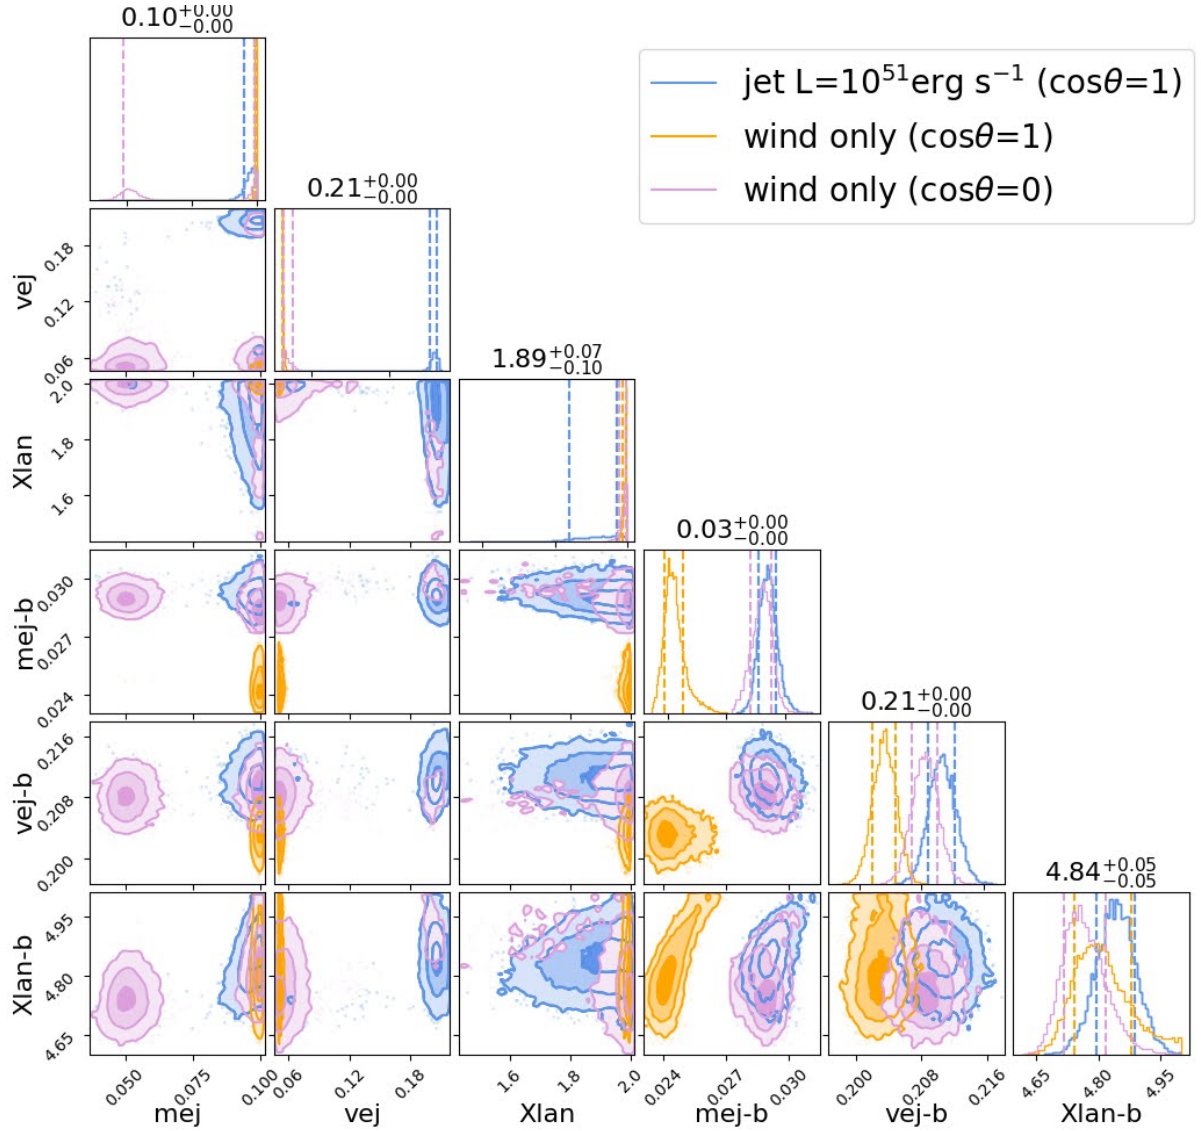 0.10+0.00−0.00
jet L=10^51erg s^−1 (cosθ=1)
wind only (cosθ=1)
wind only (cosθ=0)
0.21+0.00−0.00
vej
0.18
0.12
0.06
1.89+0.07−0.10
Xlan
2.0
1.8
1.6
0.03+0.00−0.00
mej-b
0.030
0.027
0.024
0.21+0.00−0.00
vej-b
0.216
0.208
0.200
4.84+0.05−0.05
Xlan-b
4.95
4.80
4.65
0.050 0.075 0.100 0.06 0.12 0.18 1.6 1.8 2.0 0.024 0.027 0.030 0.200 0.208 0.216 4.65 4.80 4.95
mej vej Xlan mej-b vej-b Xlan-b